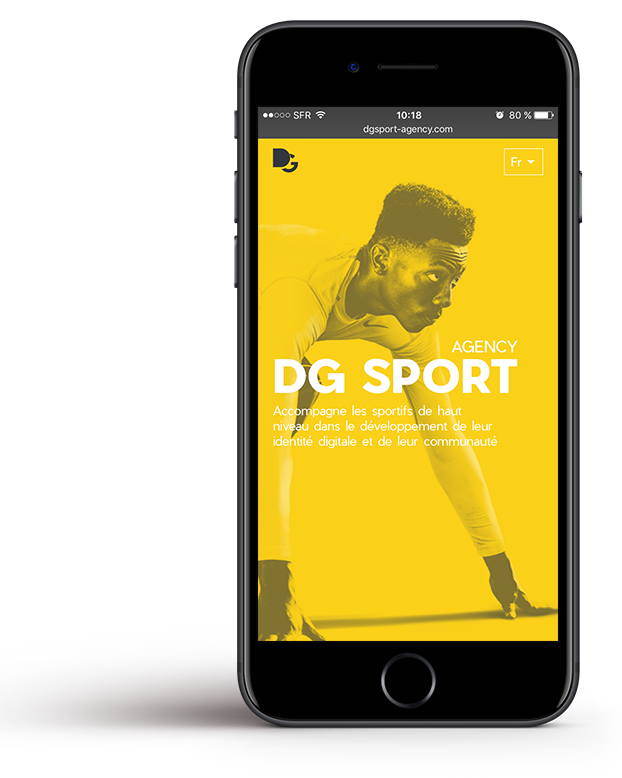 SFR 10:18 80 %
dgsport-agency.com
DG Fr
AGENCY
DG SPORT
Accompagne les sportifs de haut
niveau dans le développement de leur
identité digitale et de leur communauté